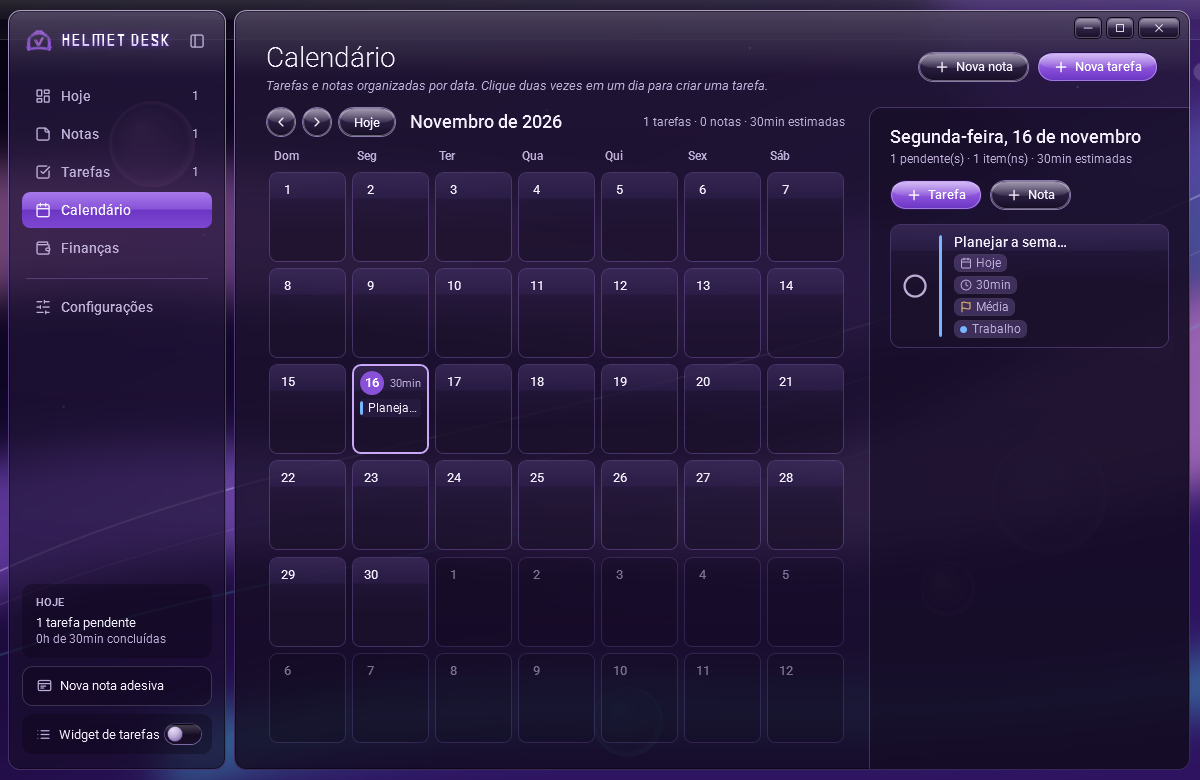 HELMET DESK
Hoje 1
Notas 1
Tarefas 1
Calendário
Finanças
Configurações
HOJE
1 tarefa pendente
0h de 30min concluídas
Nova nota adesiva
Widget de tarefas
Calendário
Tarefas e notas organizadas por data. Clique duas vezes em um dia para criar uma tarefa.
Nova nota
Nova tarefa
Hoje
Novembro de 2026
1 tarefas · 0 notas · 30min estimadas
Dom Seg Ter Qua Qui Sex Sáb
1 2 3 4 5 6 7
8 9 10 11 12 13 14
15 16 30min 17 18 19 20 21
Planeja...
22 23 24 25 26 27 28
29 30 1 2 3 4 5
6 7 8 9 10 11 12
Segunda-feira, 16 de novembro
1 pendente(s) · 1 item(ns) · 30min estimadas
Tarefa
Nota
Planejar a sema...
Hoje
30min
Média
Trabalho